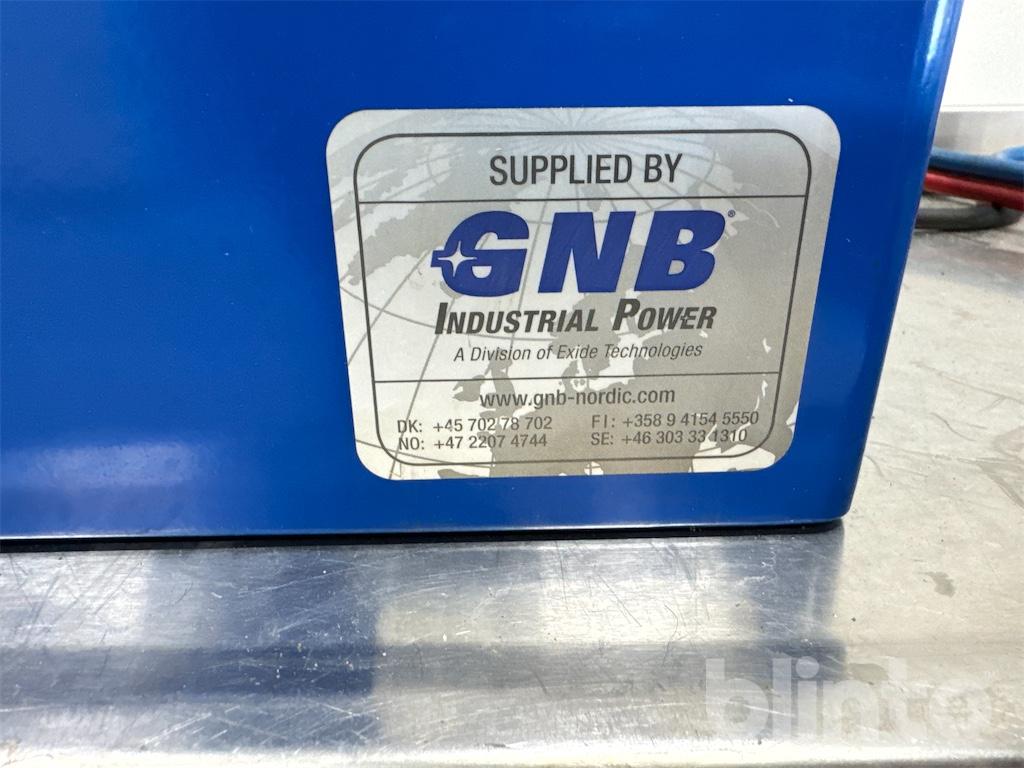 SUPPLIED BY
GNB®
INDUSTRIAL POWER
A Division of Exide Technologies
www.gnb-nordic.com
DK: +45 702 78 702 FI: +358 9 4154 5550
NO: +47 2207 4744 SE: +46 303 33 1310
blinto